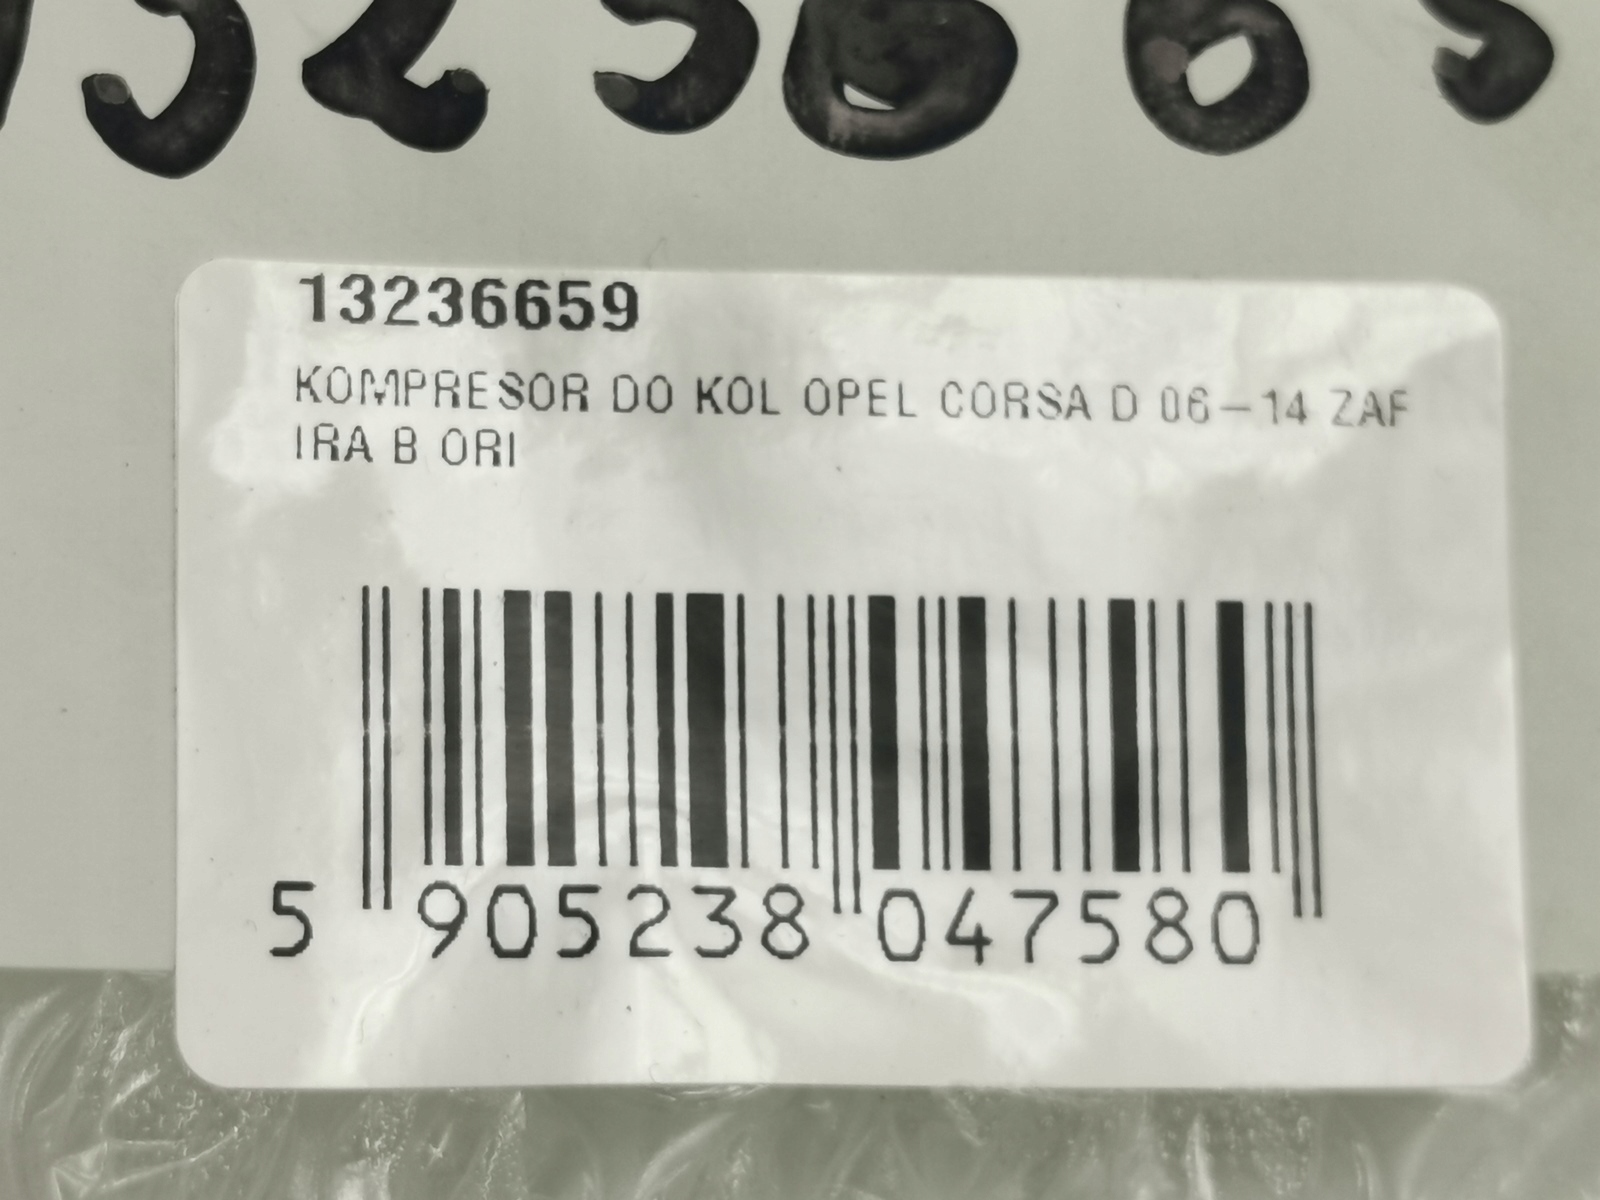 13236659
KOMPRESOR DO KOL OPEL CORSA D 06-14 ZAF
IRA B ORI
5 905238 047580